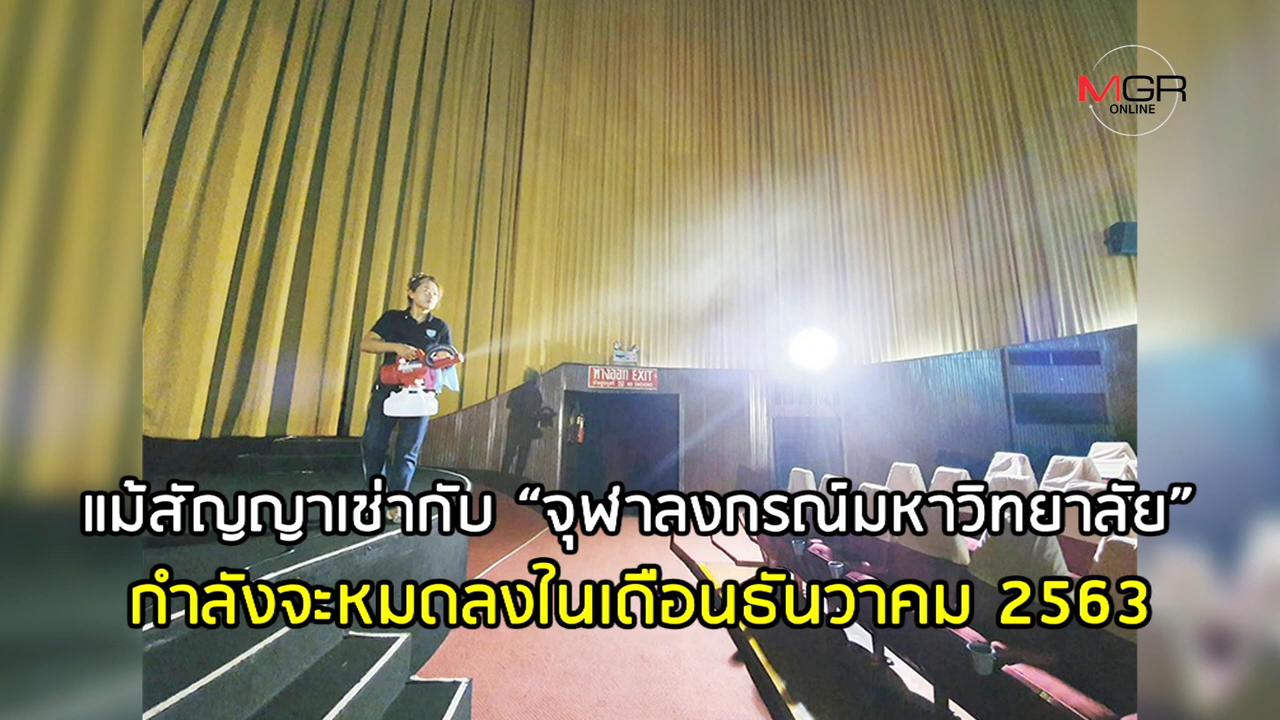 MGR
ONLINE
ทางออก EXIT
แม้สัญญาเช่ากับ “จุฬาลงกรณ์มหาวิทยาลัย”
กำลังจะหมดลงในเดือนธันวาคม 2563